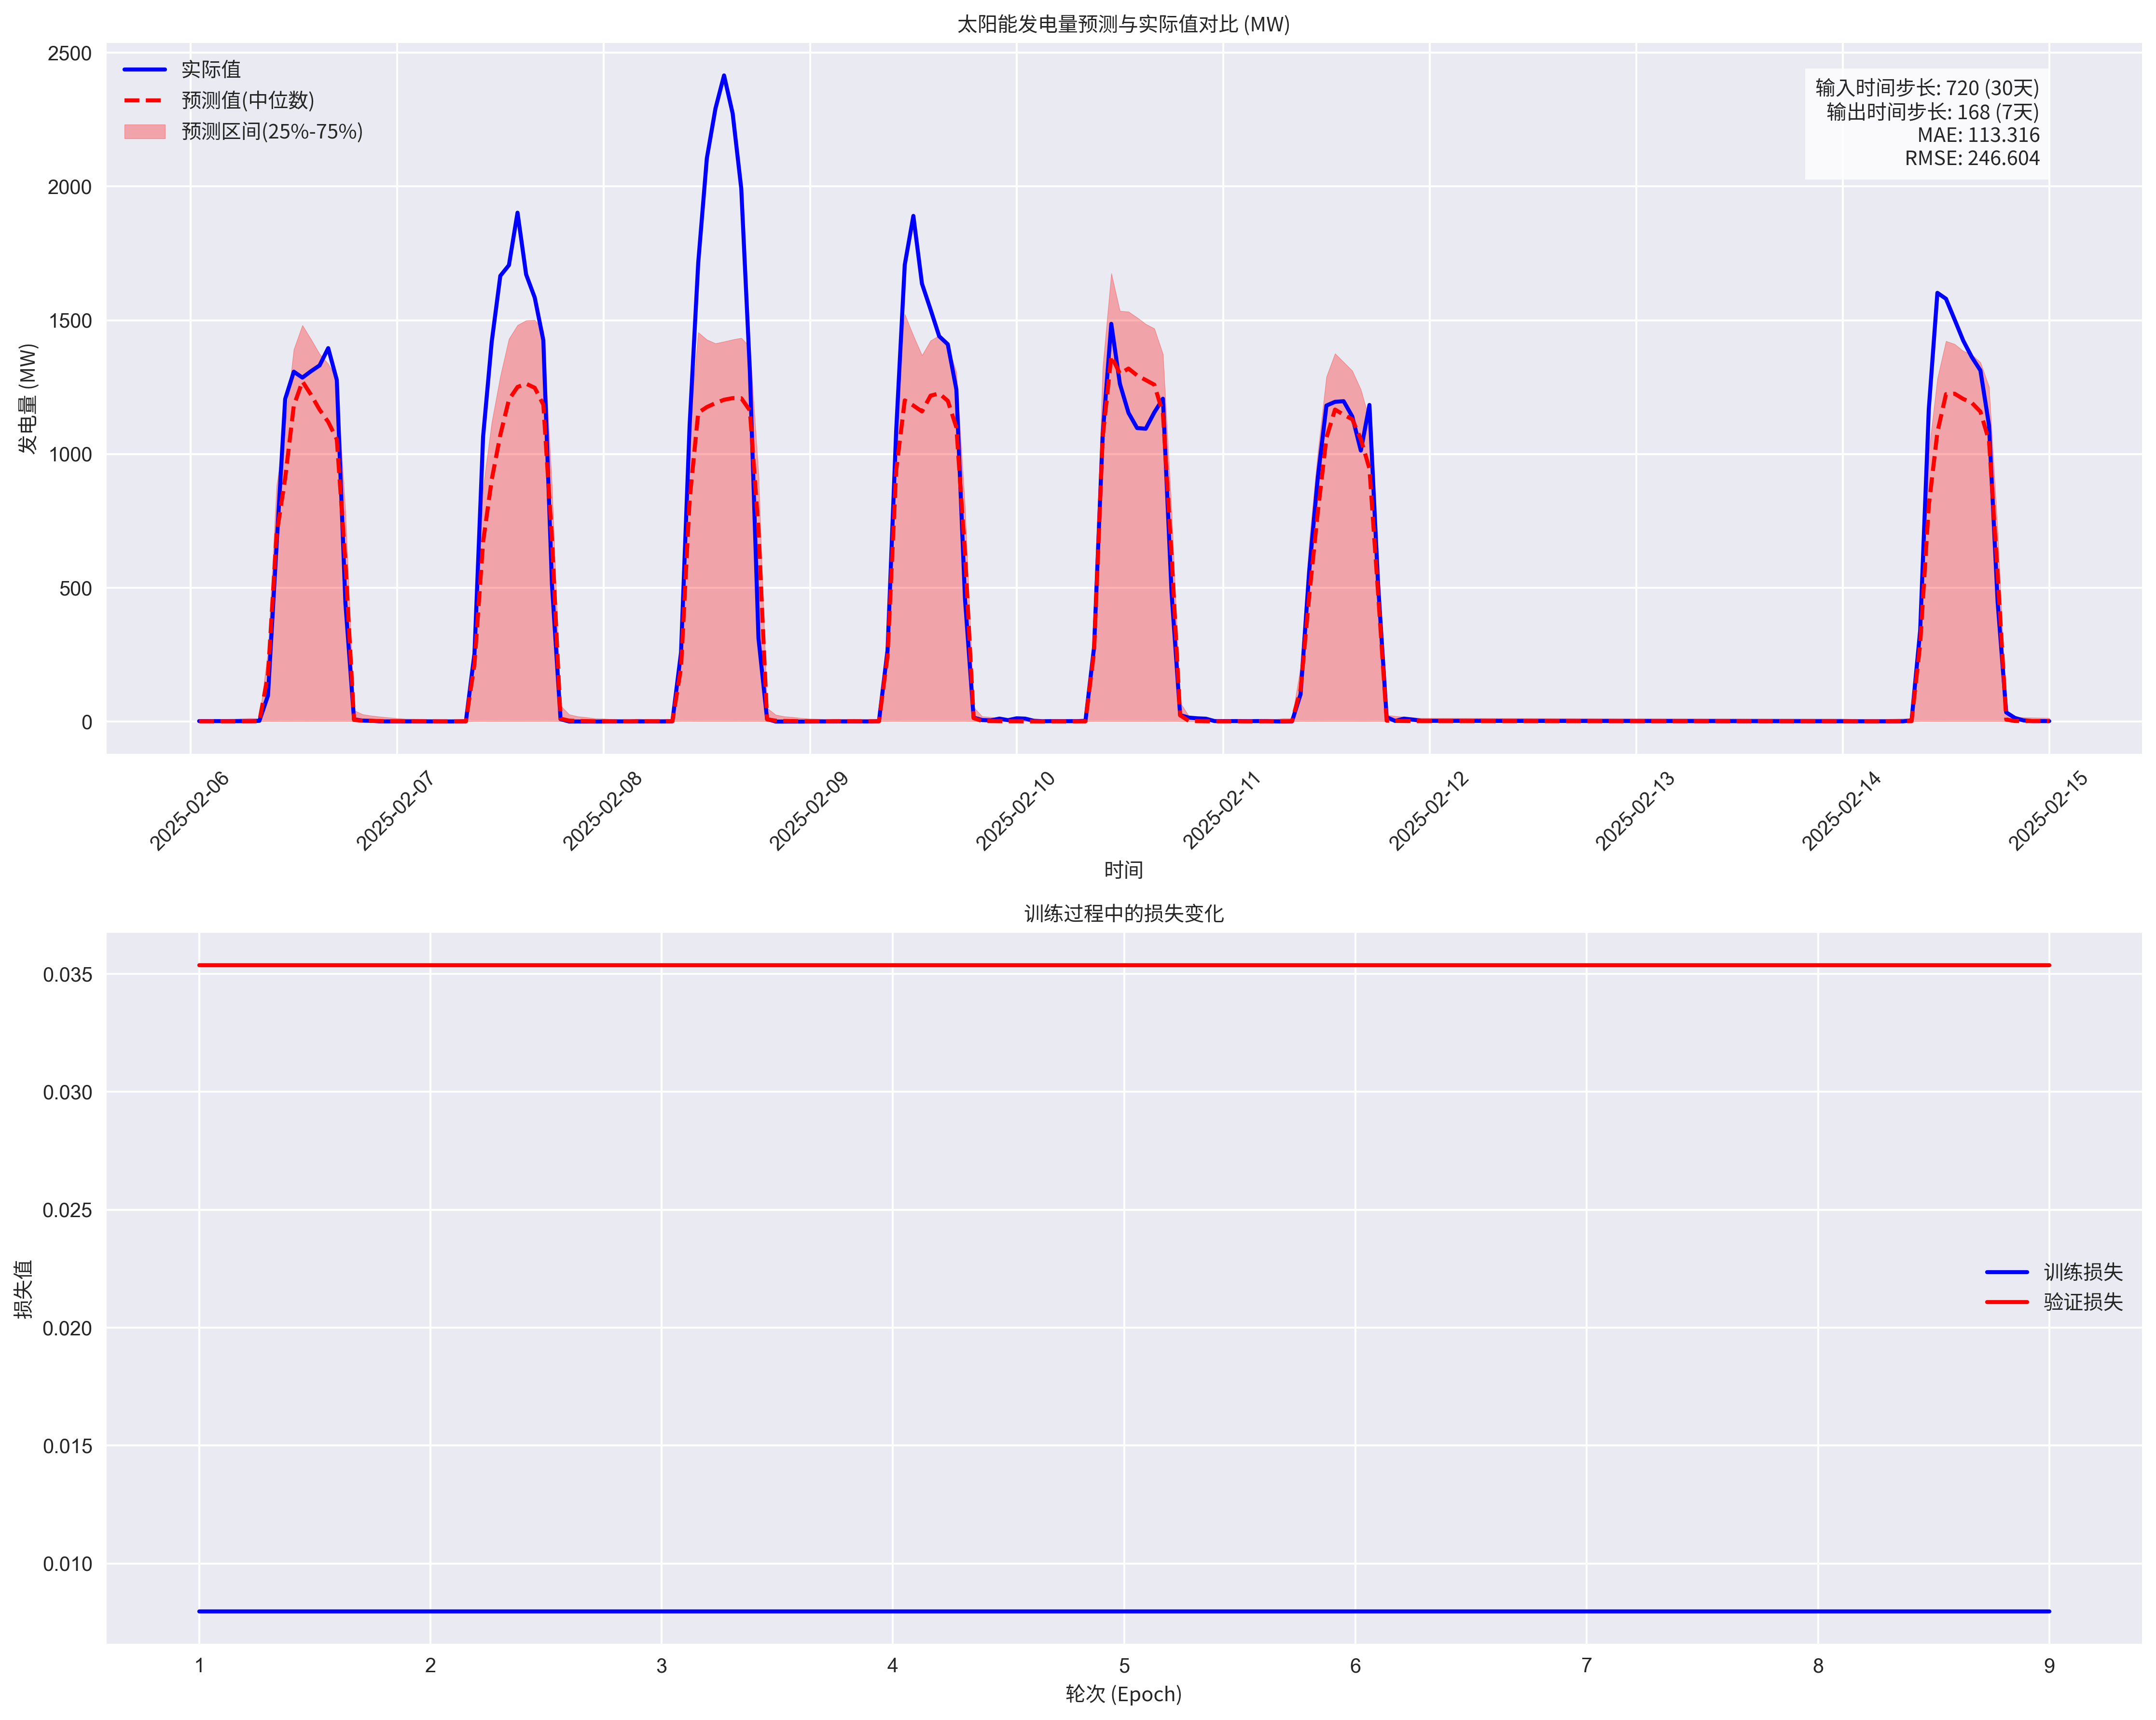 太阳能发电量预测与实际值对比 (MW)
2500
2000
1500
1000
500
0
发电量 (MW)
实际值
预测值(中位数)
预测区间(25%-75%)
输入时间步长: 720 (30天)
输出时间步长: 168 (7天)
MAE: 113.316
RMSE: 246.604
2025-02-06
2025-02-07
2025-02-08
2025-02-09
2025-02-10
2025-02-11
2025-02-12
2025-02-13
2025-02-14
2025-02-15
时间
训练过程中的损失变化
0.035
0.030
0.025
0.020
0.015
0.010
损失值
训练损失
验证损失
1
2
3
4
5
6
7
8
9
轮次 (Epoch)